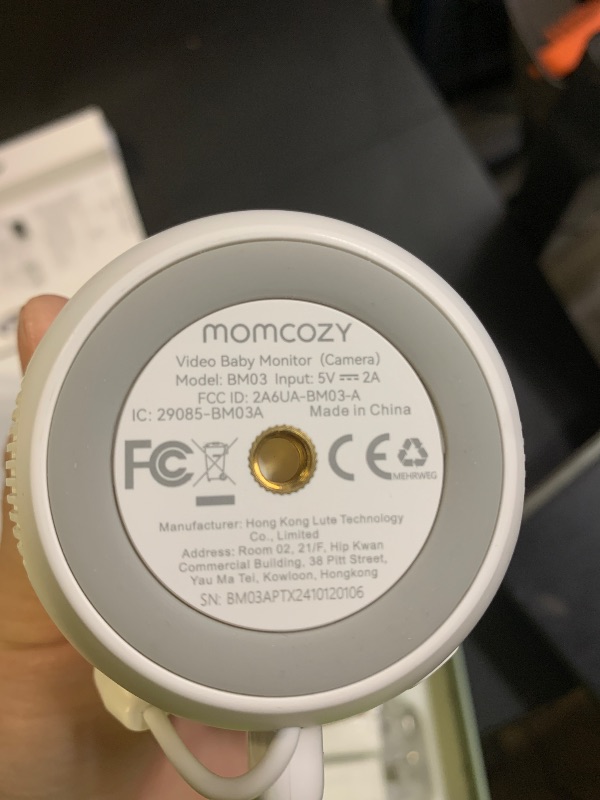 momcozy
Video Baby Monitor (Camera)
Model: BM03 Input: 5V ⎓ 2A
FCC ID: 2A6UA-BM03-A
IC: 29085-BM03A Made in China
FC CE
MEHRWEG
Manufacturer: Hong Kong Lute Technology
Co., Limited
Address: Room 02, 21/F, Hip Kwan
Commercial Building, 38 Pitt Street,
Yau Ma Tei, Kowloon, Hongkong
SN: BM03APTX2410120106